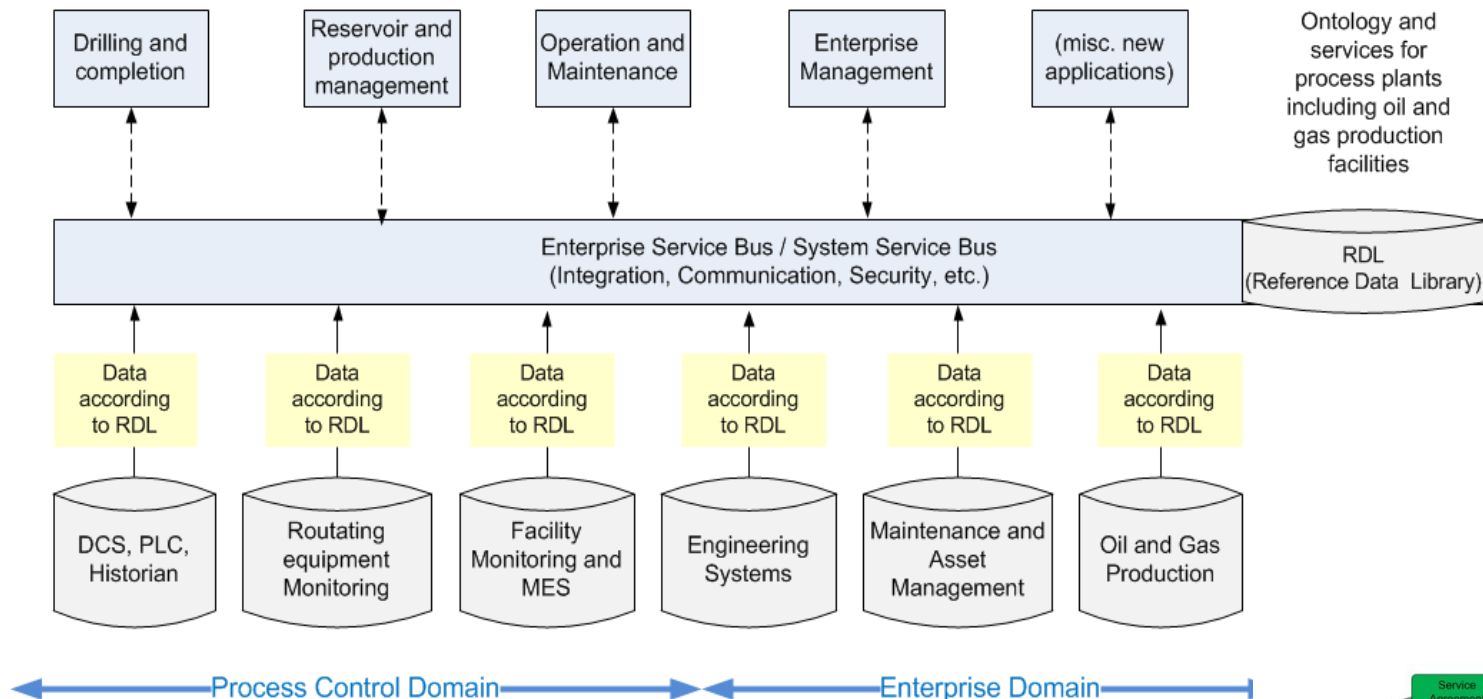 Drilling and
completion
Reservoir and
production
management
Operation and
Maintenance
Enterprise
Management
(misc. new
applications)
Ontology and
services for
process plants
including oil and
gas production
facilities
Enterprise Service Bus / System Service Bus
(Integration, Communication, Security, etc.)
RDL
(Reference Data Library)
Data
according
to RDL
Data
according
to RDL
Data
according
to RDL
Data
according
to RDL
Data
according
to RDL
Data
according
to RDL
DCS, PLC,
Historian
Routating
equipment
Monitoring
Facility
Monitoring and
MES
Engineering
Systems
Maintenance and
Asset
Management
Oil and Gas
Production
Process Control Domain
Enterprise Domain
Service